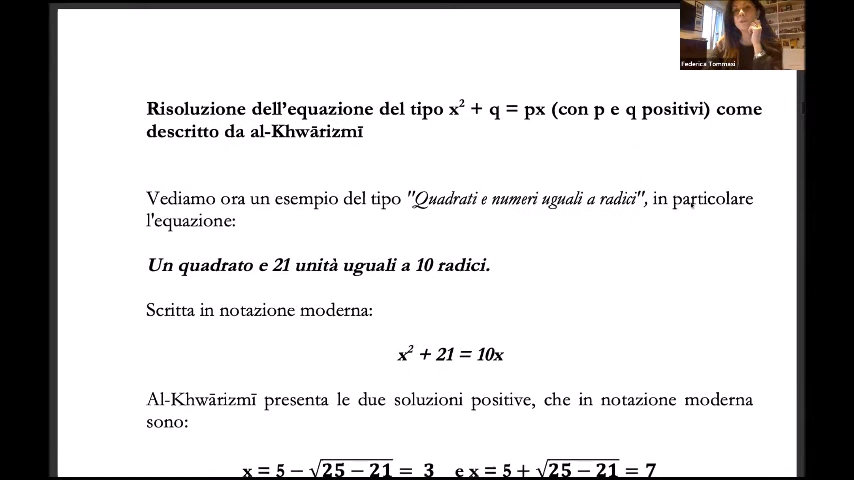 Federica Tommasi
Risoluzione dell'equazione del tipo x² + q = px (con p e q positivi) come
descritto da al-Khwārizmī
Vediamo ora un esempio del tipo "Quadrati e numeri uguali a radici", in particolare
l'equazione:
Un quadrato e 21 unità uguali a 10 radici.
Scritta in notazione moderna:
x² + 21 = 10x
Al-Khwārizmī presenta le due soluzioni positive, che in notazione moderna
sono:
x = 5 − √25 − 21 = 3 e x = 5 + √25 − 21 = 7